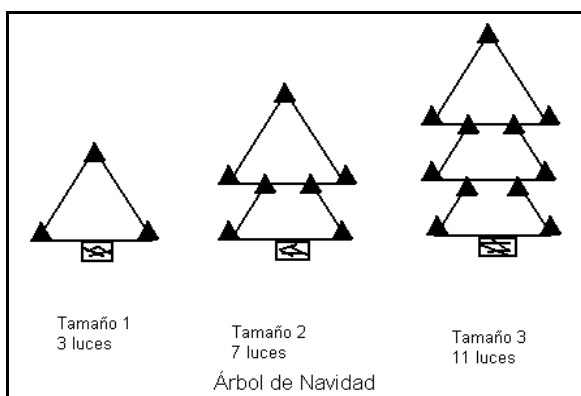 Tamaño 1
3 luces
Tamaño 2
7 luces
Tamaño 3
11 luces
Árbol de Navidad